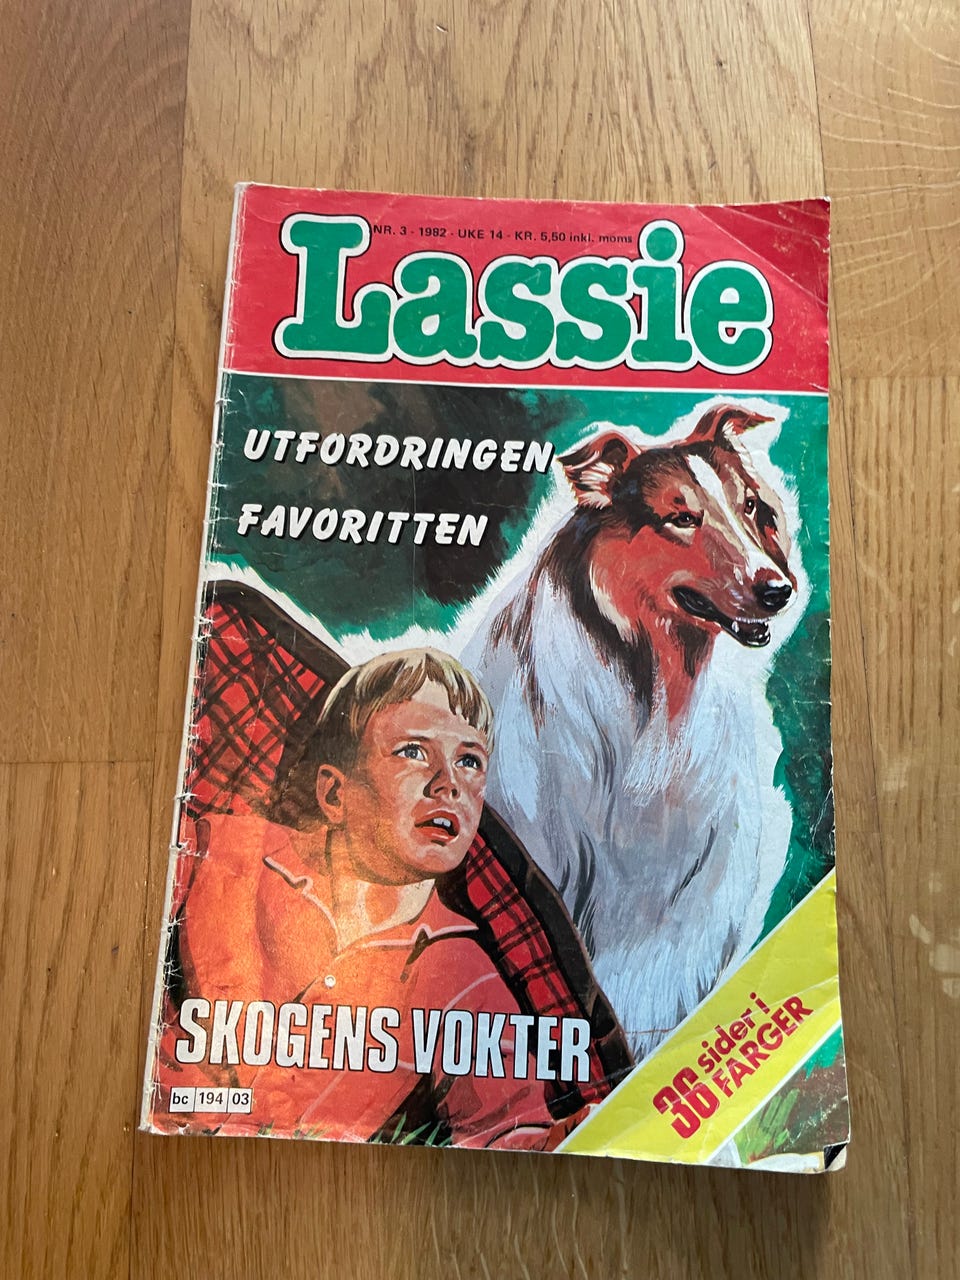 NR. 3 - 1982 - UKE 14 - KR. 5,50 inkl. moms
Lassie
UTFORDRINGEN
FAVORITTEN
SKOGENS VOKTER
bc 194 03
36 sider i
FARGER